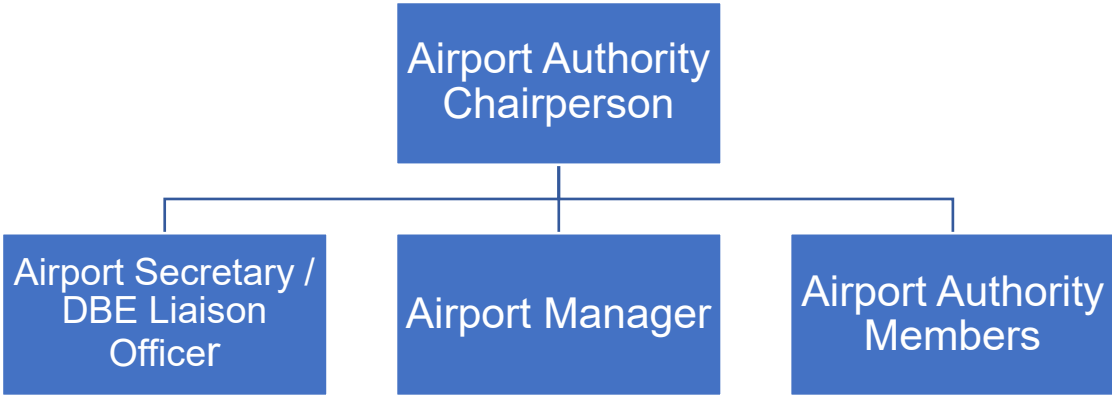 Airport Authority
Chairperson
Airport Secretary /
DBE Liaison
Officer
Airport Manager
Airport Authority
Members